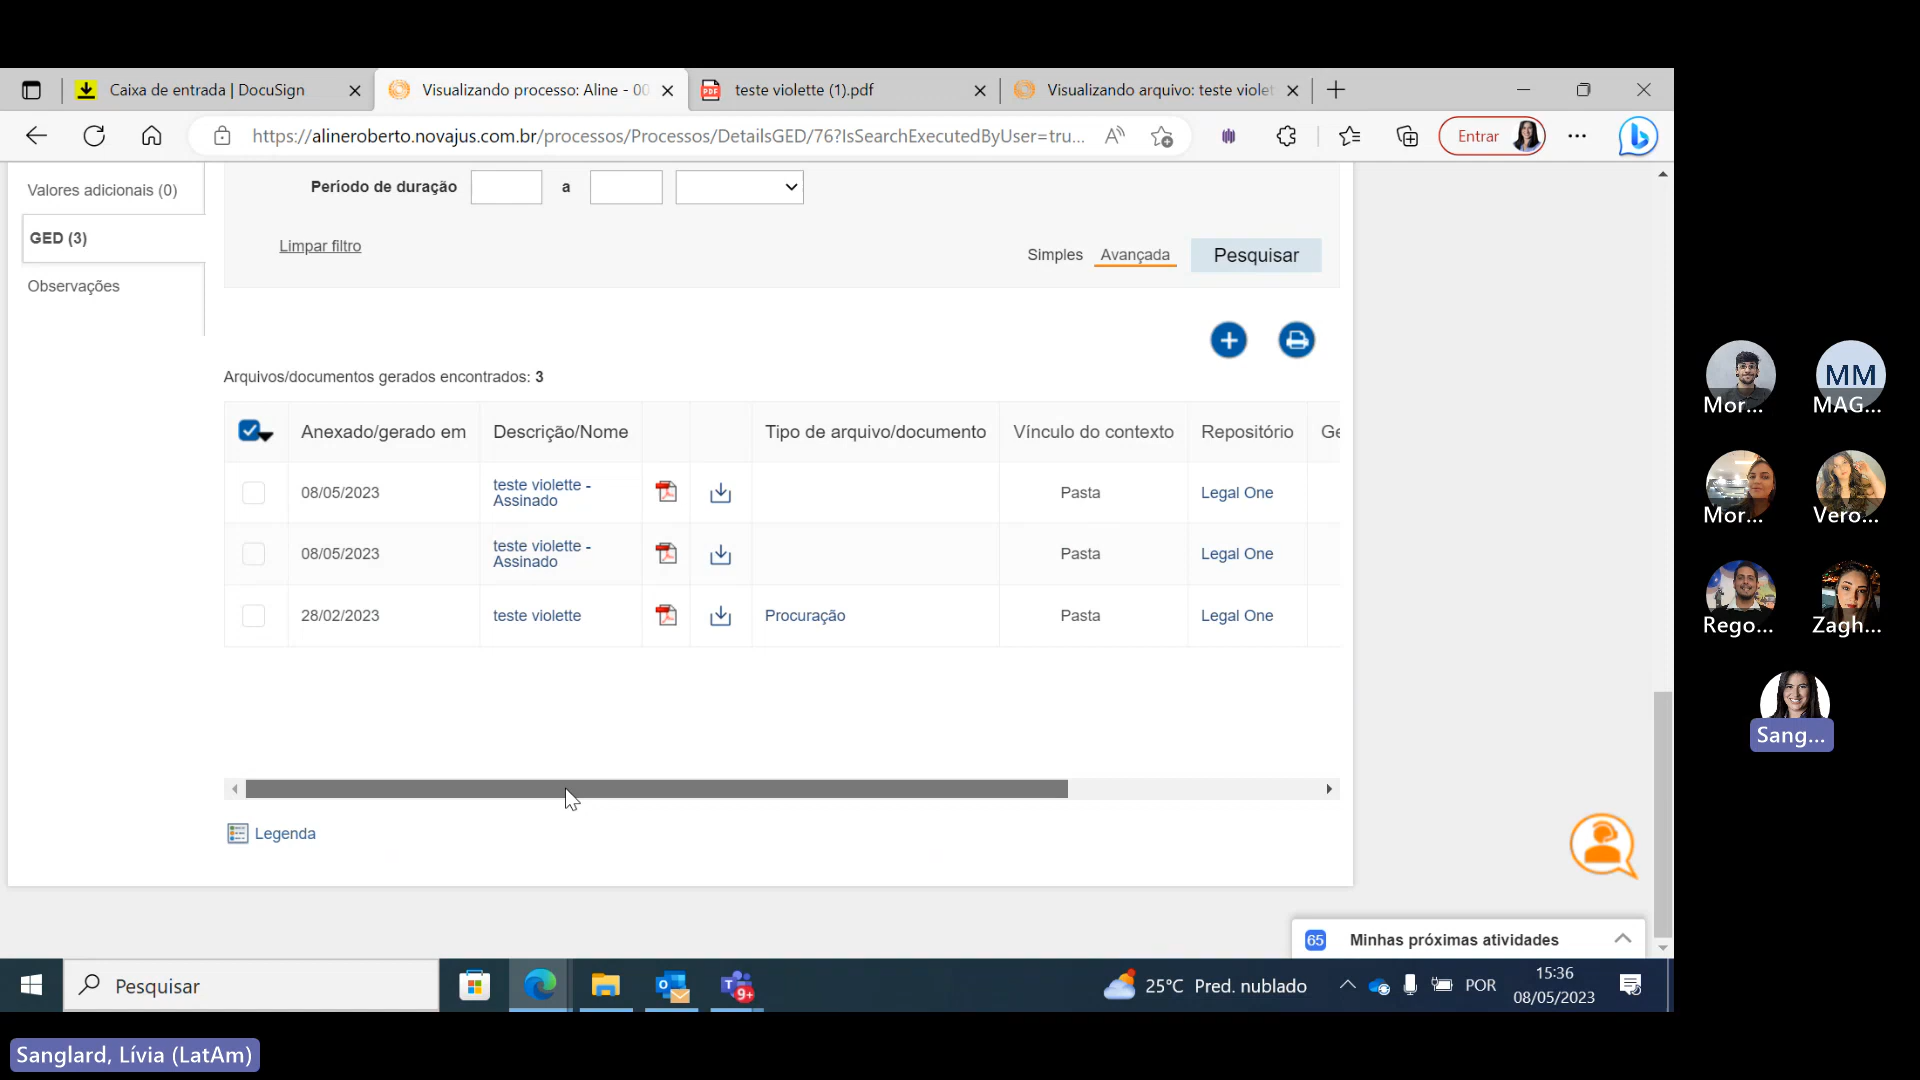 Caixa de entrada | DocuSign
Visualizando processo: Aline - 00
teste violette (1).pdf
Visualizando arquivo: teste violet
https://alineroberto.novajus.com.br/processos/Processos/DetailsGED/76?IsSearchExecutedByUser=tru...
Entrar
Valores adicionais (0)
GED (3)
Observações
Período de duração
a
Limpar filtro
Simples
Avançada
Pesquisar
Arquivos/documentos gerados encontrados: 3
Anexado/gerado em
Descrição/Nome
Tipo de arquivo/documento
Vínculo do contexto
Repositório
Ge
08/05/2023
teste violette -
Assinado
Pasta
Legal One
08/05/2023
teste violette -
Assinado
Pasta
Legal One
28/02/2023
teste violette
Procuração
Pasta
Legal One
Legenda
65
Minhas próximas atividades
Pesquisar
9+
25°C Pred. nublado
POR
15:36
08/05/2023
Mor...
MM
MAG...
Mor...
Vero...
Rego...
Zagh...
Sang...
Sanglard, Lívia (LatAm)